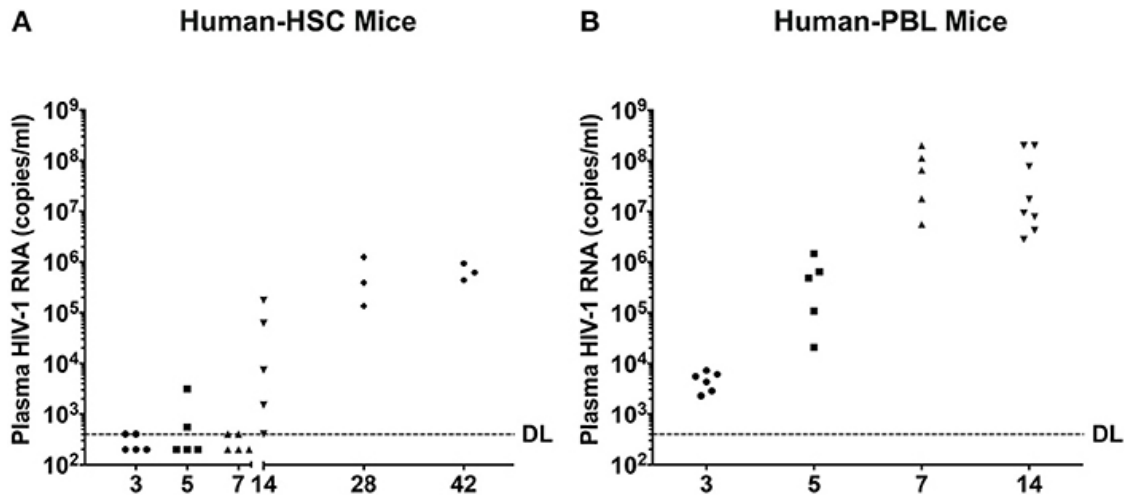 A Human-HSC Mice
Plasma HIV-1 RNA (copies/ml)
10⁹
10⁸
10⁷
10⁶
10⁵
10⁴
10³
10²
DL
3 5 7 14 28 42
B Human-PBL Mice
Plasma HIV-1 RNA (copies/ml)
10⁹
10⁸
10⁷
10⁶
10⁵
10⁴
10³
10²
DL
3 5 7 14